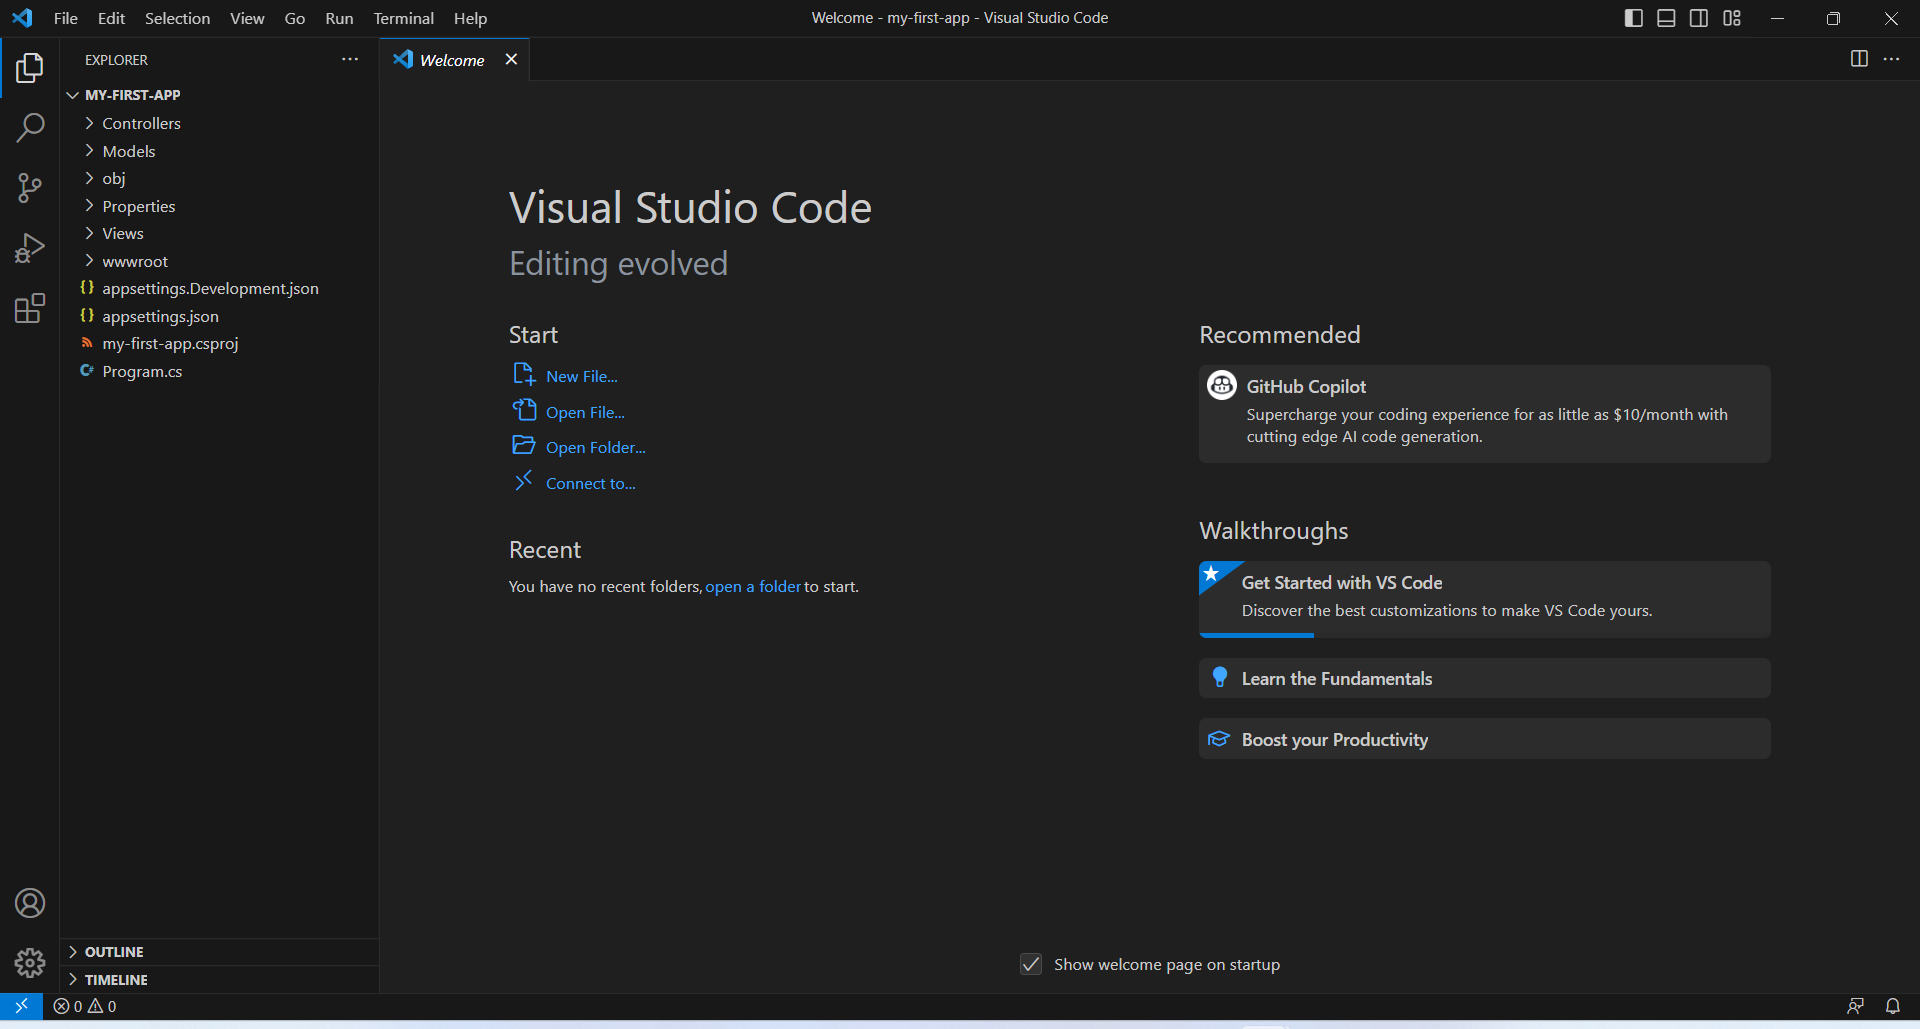 File Edit Selection View Go Run Terminal Help
Welcome - my-first-app - Visual Studio Code
EXPLORER
Welcome
MY-FIRST-APP
Controllers
Models
obj
Properties
Views
wwwroot
{} appsettings.Development.json
{} appsettings.json
my-first-app.csproj
C# Program.cs
OUTLINE
TIMELINE
Visual Studio Code
Editing evolved
Start
New File...
Open File...
Open Folder...
Connect to...
Recent
You have no recent folders, open a folder to start.
Recommended
GitHub Copilot
Supercharge your coding experience for as little as $10/month with
cutting edge AI code generation.
Walkthroughs
Get Started with VS Code
Discover the best customizations to make VS Code yours.
Learn the Fundamentals
Boost your Productivity
Show welcome page on startup
0 0